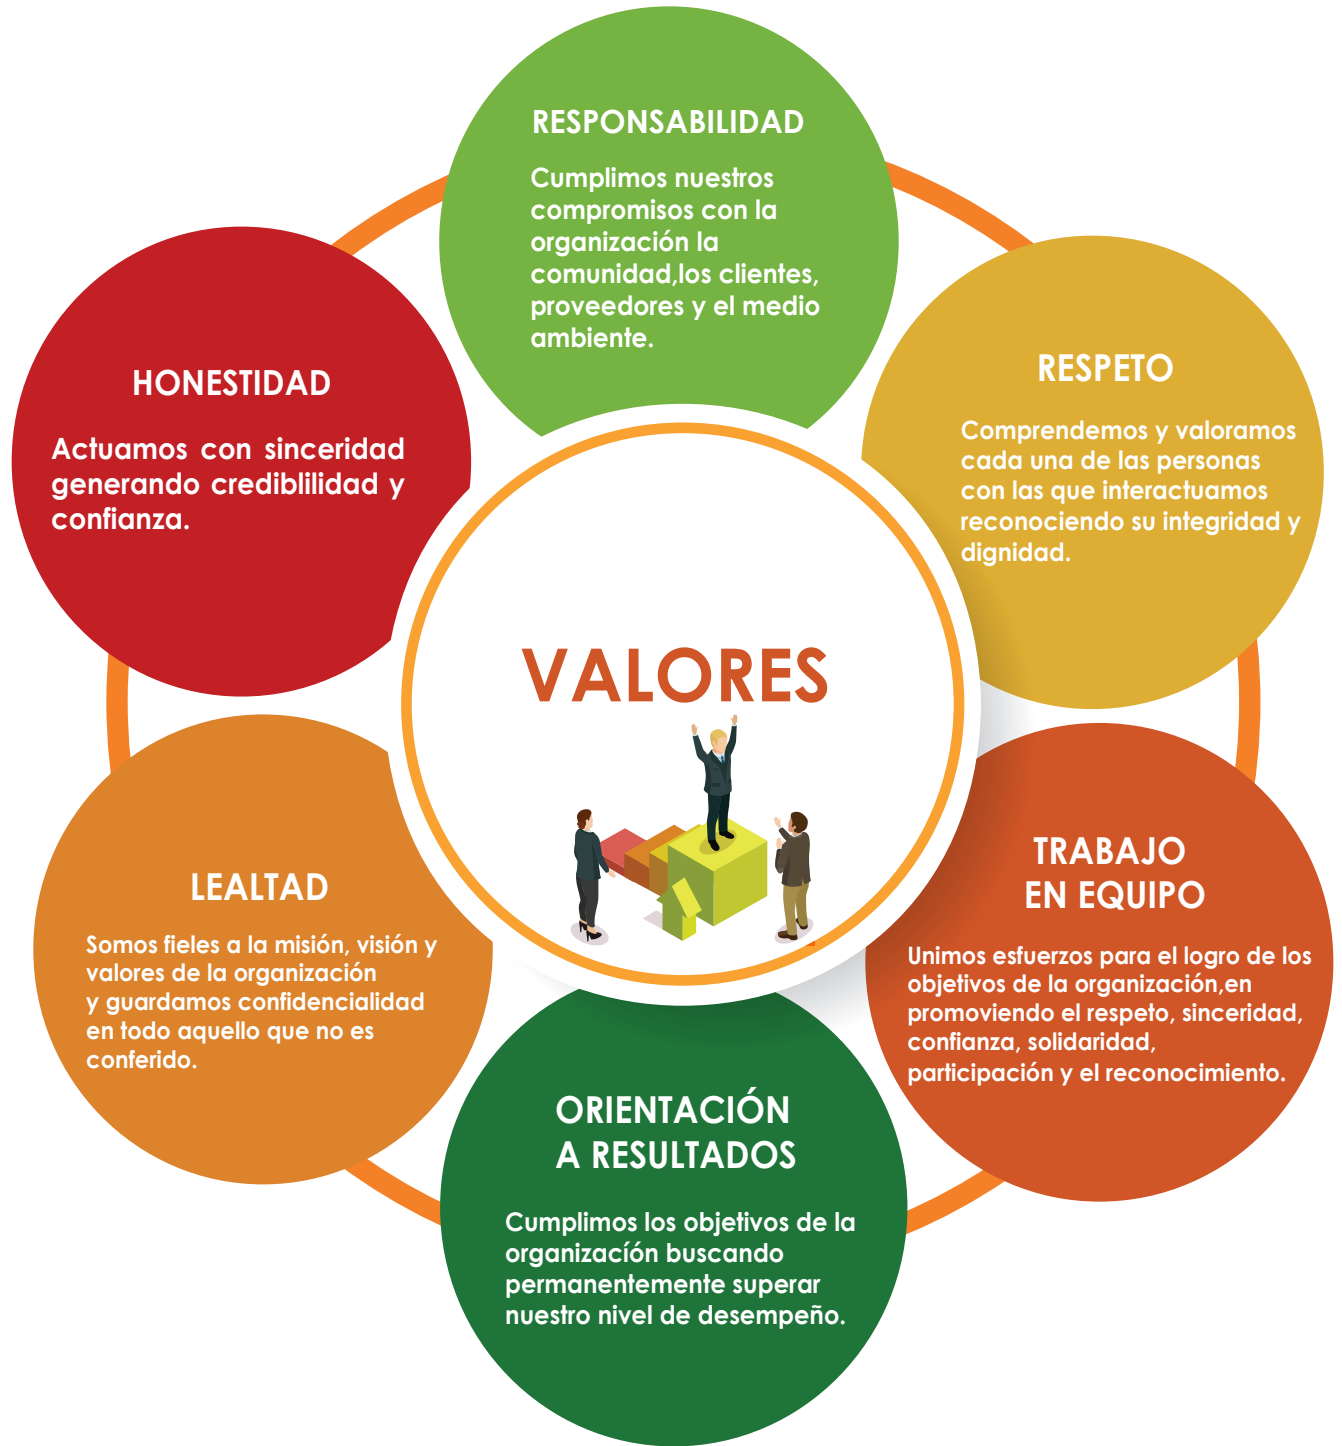 RESPONSABILIDAD
Cumplimos nuestros
compromisos con la
organización la
comunidad,los clientes,
proveedores y el medio
ambiente.
RESPETO
Comprendemos y valoramos
cada una de las personas
con las que interactuamos
reconociendo su integridad y
dignidad.
TRABAJO
EN EQUIPO
Unimos esfuerzos para el logro de los
objetivos de la organización,en
promoviendo el respeto, sinceridad,
confianza, solidaridad,
participación y el reconocimiento.
ORIENTACIÓN
A RESULTADOS
Cumplimos los objetivos de la
organizacíón buscando
permanentemente superar
nuestro nivel de desempeño.
LEALTAD
Somos fieles a la misión, visión y
valores de la organización
y guardamos confidencialidad
en todo aquello que no es
conferido.
HONESTIDAD
Actuamos con sinceridad
generando crediblilidad y
confianza.
VALORES